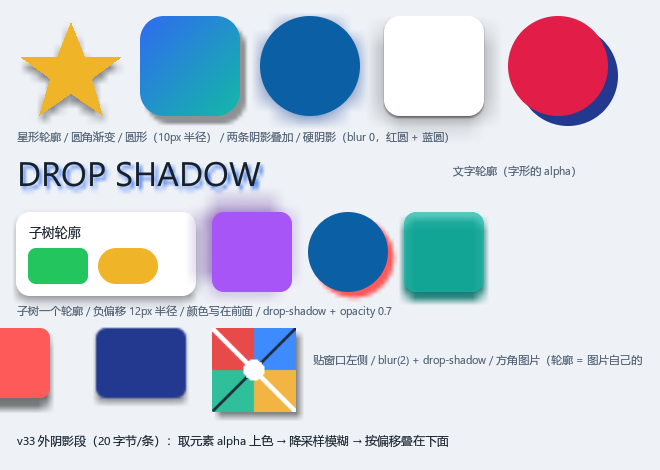 星形轮廓 / 圆角渐变 / 圆形（10px 半径） / 两条阴影叠加 / 硬阴影（blur 0，红圆 + 蓝圆）
DROP SHADOW
文字轮廓（字形的 alpha）
子树轮廓
子树一个轮廓 / 负偏移 12px 半径 / 颜色写在前面 / drop-shadow + opacity 0.7
贴窗口左侧 / blur(2) + drop-shadow / 方角图片（轮廓 = 图片自己的
v33 外阴影段（20 字节/条）：取元素 alpha 上色 → 降采样模糊 → 按偏移叠在下面